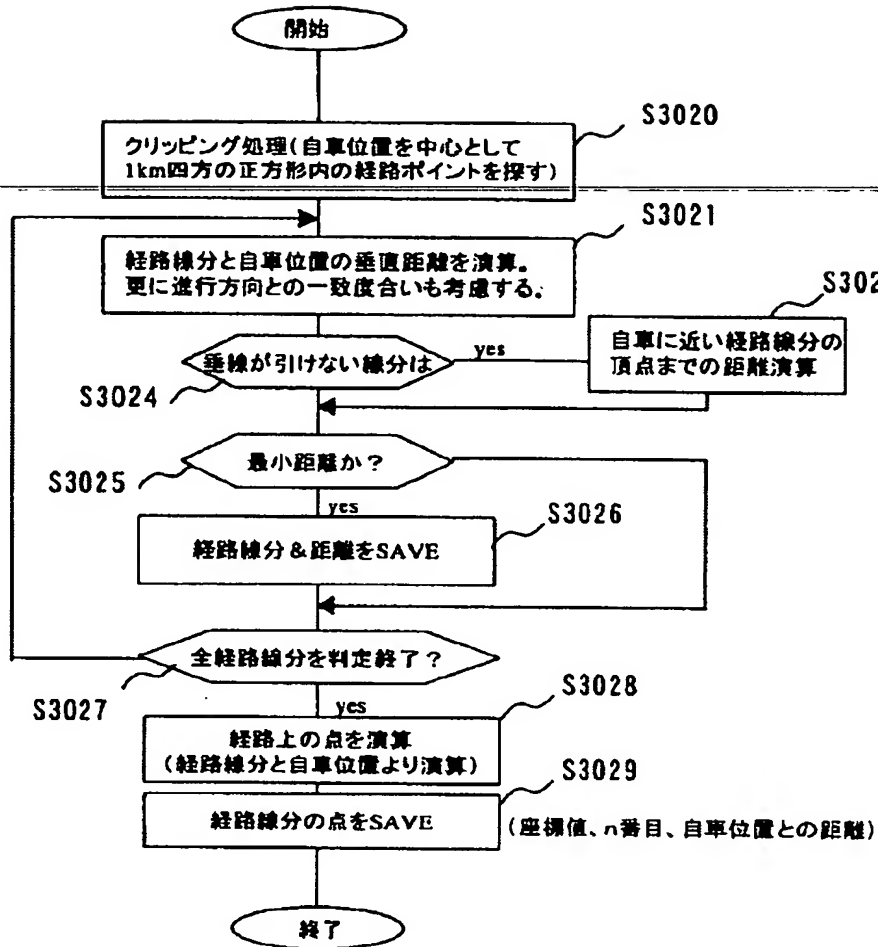 開始
S3020
クリッピング処理(自車位置を中心として
1km四方の正方形内の経路ポイントを探す)
S3021
経路線分と自車位置の垂直距離を演算。
更に進行方向との一致度合いも考慮する。
S302
垂線が引けない線分は
yes
自車に近い経路線分の
頂点までの距離演算
S3024
最小距離か?
S3025
yes
S3026
経路線分&距離をSAVE
全経路線分を判定終了?
S3027
yes
S3028
経路上の点を演算
(経路線分と自車位置より演算)
S3029
経路線分の点をSAVE
(座標値、n番目、自車位置との距離)
終了